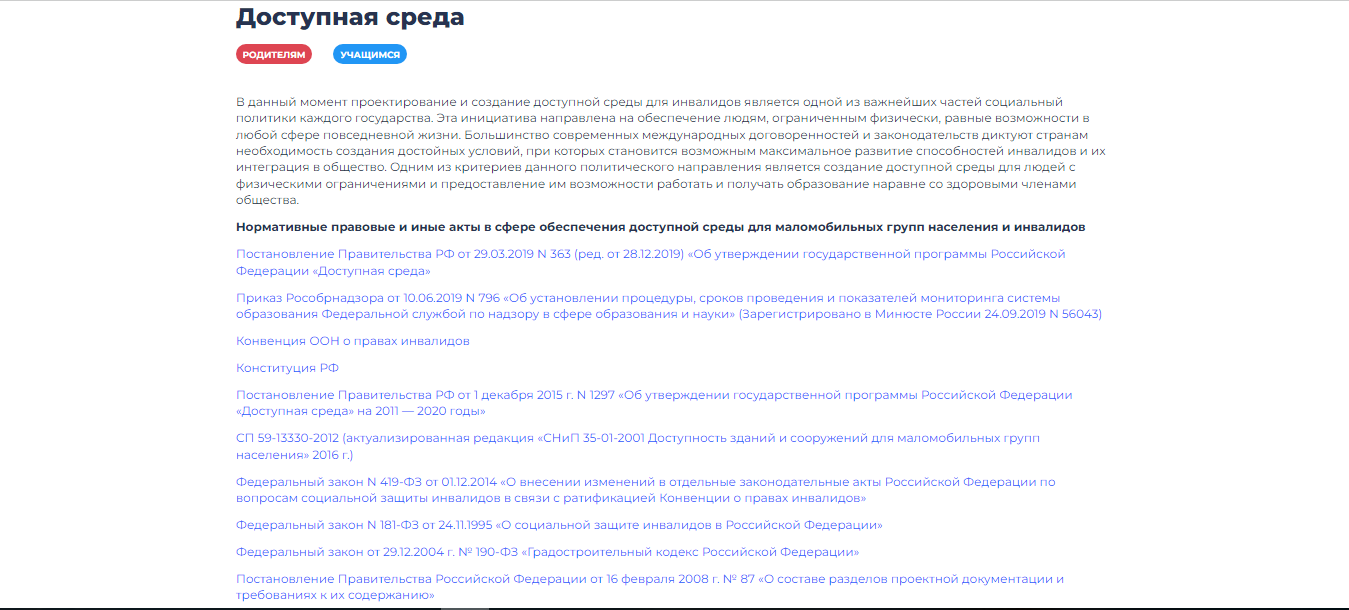 Доступная среда
РОДИТЕЛЯМ УЧАЩИМСЯ
В данный момент проектирование и создание доступной среды для инвалидов является одной из важнейших частей социальный
политики каждого государства. Эта инициатива направлена на обеспечение людям, ограниченным физически, равные возможности в
любой сфере повседневной жизни. Большинство современных международных договоренностей и законодательств диктуют странам
необходимость создания достойных условий, при которых становится возможным максимальное развитие способностей инвалидов и их
интеграция в общество. Одним из критериев данного политического направления является создание доступной среды для людей с
физическими ограничениями и предоставление им возможности работать и получать образование наравне со здоровыми членами
общества.
Нормативные правовые и иные акты в сфере обеспечения доступной среды для маломобильных групп населения и инвалидов
Постановление Правительства РФ от 29.03.2019 N 363 (ред. от 28.12.2019) «Об утверждении государственной программы Российской
Федерации «Доступная среда»
Приказ Рособрнадзора от 10.06.2019 N 796 «Об установлении процедуры, сроков проведения и показателей мониторинга системы
образования Федеральной службой по надзору в сфере образования и науки» (Зарегистрировано в Минюсте России 24.09.2019 N 56043)
Конвенция ООН о правах инвалидов
Конституция РФ
Постановление Правительства РФ от 1 декабря 2015 г. N 1297 «Об утверждении государственной программы Российской Федерации
«Доступная среда» на 2011 — 2020 годы»
СП 59-13330-2012 (актуализированная редакция «СНиП 35-01-2001 Доступность зданий и сооружений для маломобильных групп
населения» 2016 г.)
Федеральный закон N 419-ФЗ от 01.12.2014 «О внесении изменений в отдельные законодательные акты Российской Федерации по
вопросам социальной защиты инвалидов в связи с ратификацией Конвенции о правах инвалидов»
Федеральный закон N 181-ФЗ от 24.11.1995 «О социальной защите инвалидов в Российской Федерации»
Федеральный закон от 29.12.2004 г. № 190-ФЗ «Градостроительный кодекс Российской Федерации»
Постановление Правительства Российской Федерации от 16 февраля 2008 г. № 87 «О составе разделов проектной документации и
требованиях к их содержанию»